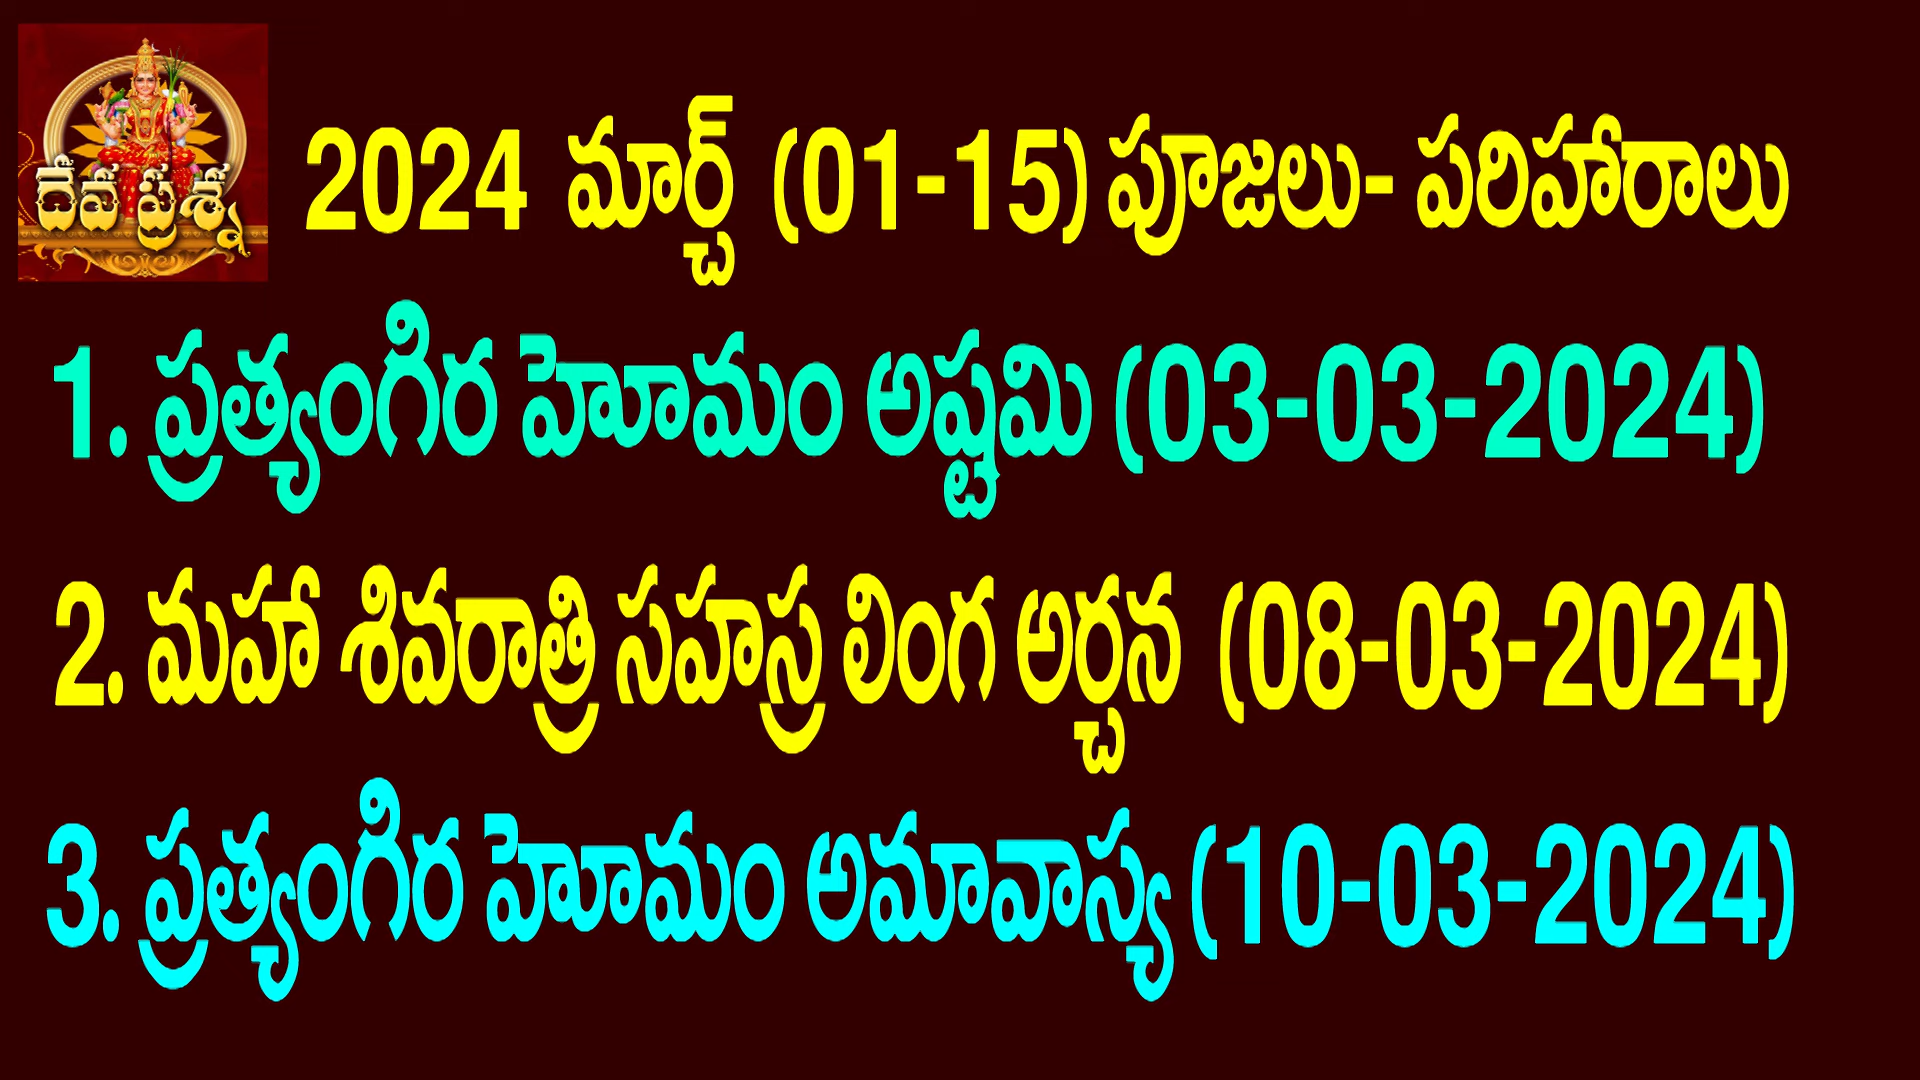 దేవ ప్రశ్న
2024 మార్చ్ (01-15) పూజలు- పరిహారాలు
1. ప్రత్యంగిర హెూమం అష్టమి (03-03-2024)
2. మహా శివరాత్రి సహస్ర లింగ అర్చన (08-03-2024)
3. ప్రత్యంగిర హెూమం అమావాస్య (10-03-2024)